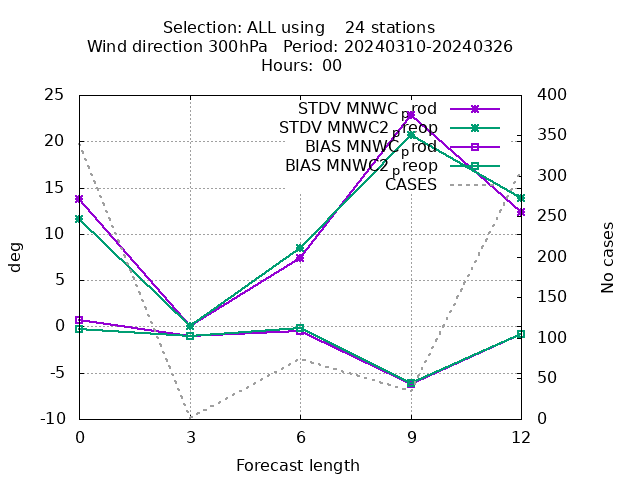 Selection: ALL using 24 stations
Wind direction 300hPa Period: 20240310-20240326
Hours: 00
25
20
15
10
5
0
-5
-10
400
350
300
250
200
150
100
50
0
STDV MNWC_prod
STDV MNWC2_preop
BIAS MNWC_prod
BIAS MNWC2_preop
CASES
deg
No cases
0 3 6 9 12
Forecast length